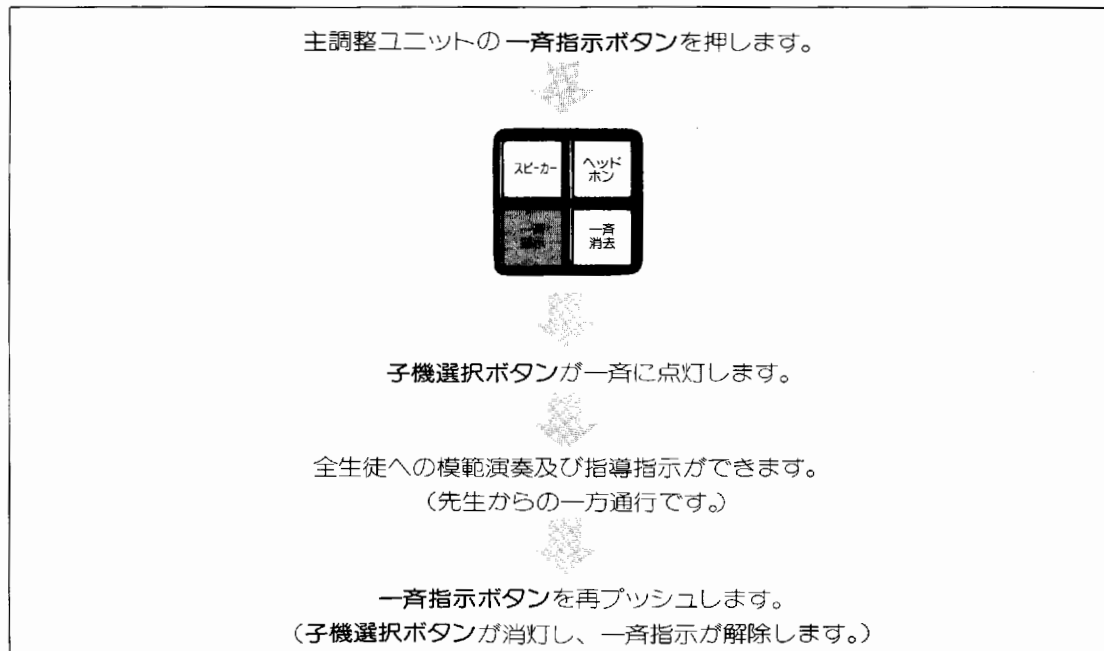 主調整ユニットの一斉指示ボタンを押します。
スピーカー
ヘッド
ホン
一斉
指示
一斉
消去
子機選択ボタンが一斉に点灯します。
全生徒への模範演奏及び指導指示ができます。
(先生からの一方通行です。)
一斉指示ボタンを再プッシュします。
(子機選択ボタンが消灯し、一斉指示が解除します。)